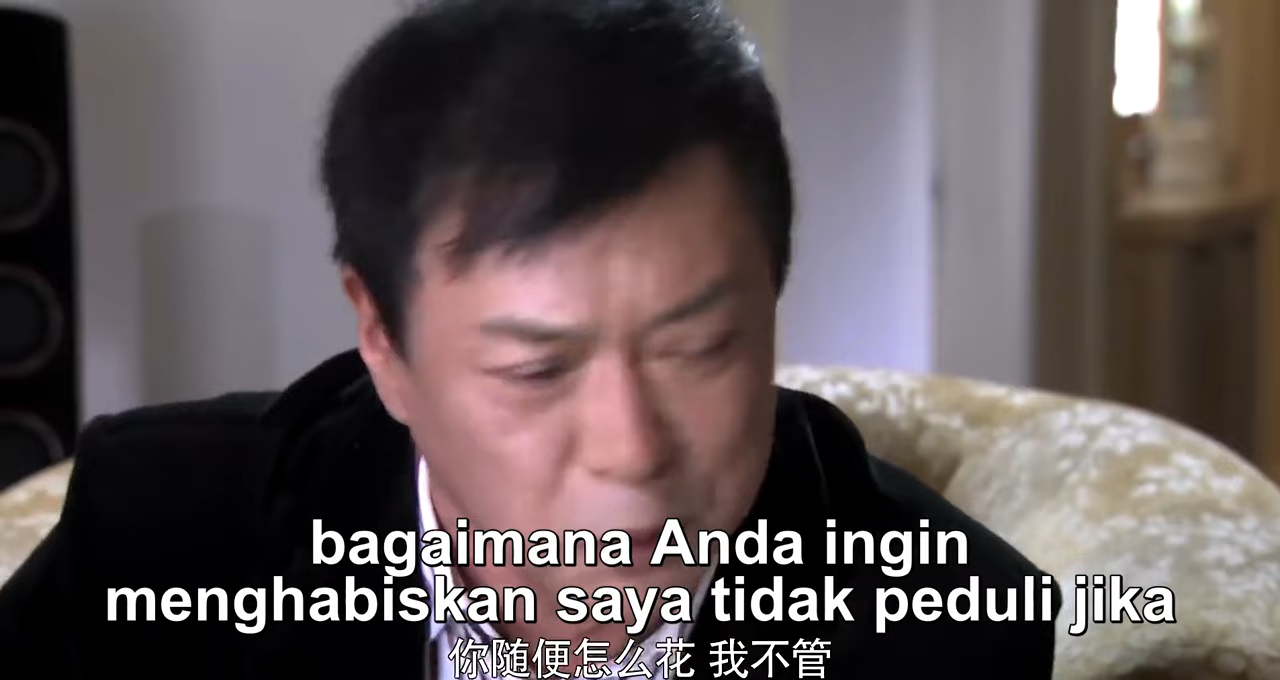 bagaimana Anda ingin
menghabiskan saya tidak peduli jika
你随便怎么花 我不管